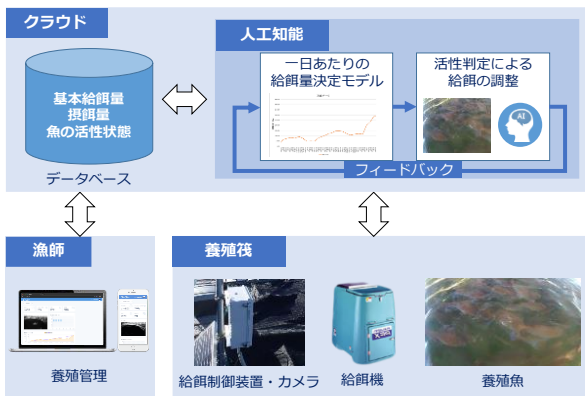 クラウド
基本給餌量
摂餌量
魚の活性状態
データベース
人工知能
一日あたりの
給餌量決定モデル
活性判定による
給餌の調整
AI
フィードバック
漁師
養殖管理
養殖筏
給餌制御装置・カメラ
給餌機
養殖魚